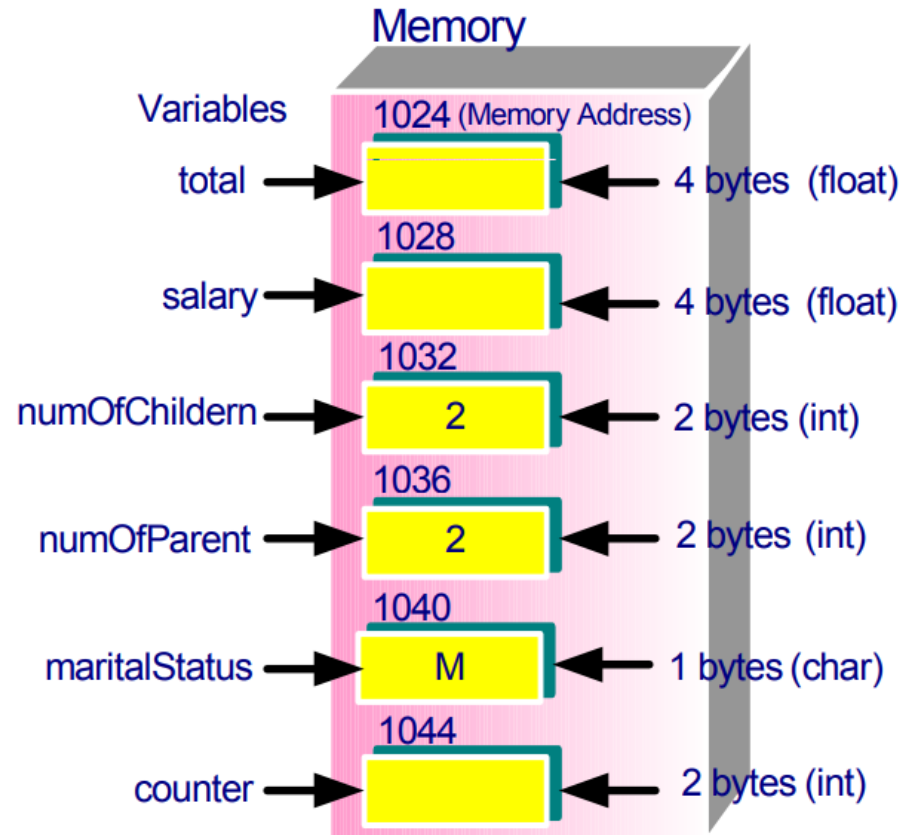 Memory
Variables
1024 (Memory Address)
total
4 bytes (float)
1028
salary
4 bytes (float)
1032
numOfChildern
2
2 bytes (int)
1036
numOfParent
2
2 bytes (int)
1040
maritalStatus
M
1 bytes (char)
1044
counter
2 bytes (int)